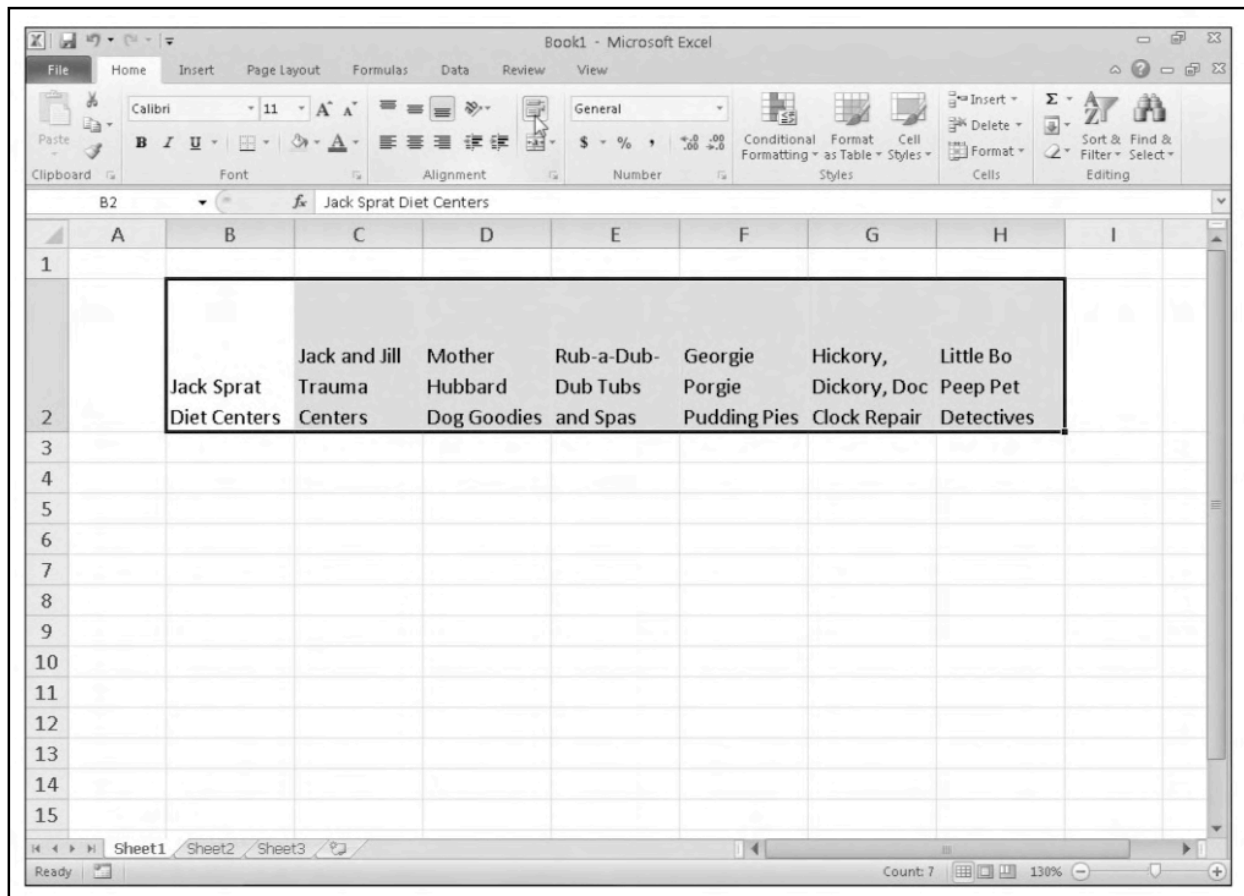 Book1 - Microsoft Excel
File Home Insert Page Layout Formulas Data Review View
Calibri 11 A A General Insert Σ
Paste Delete
B I U A $ % , .00 .00 Conditional Format Cell Format Sort & Find &
Formatting as Table Styles Filter Select
Clipboard Font Alignment Number Styles Cells Editing
B2 fx Jack Sprat Diet Centers
A B C D E F G H I
1
Jack and Jill Mother Rub-a-Dub- Georgie Hickory, Little Bo
Jack Sprat Trauma Hubbard Dub Tubs Porgie Dickory, Doc Peep Pet
2 Diet Centers Centers Dog Goodies and Spas Pudding Pies Clock Repair Detectives
3
4
5
6
7
8
9
10
11
12
13
14
15
Sheet1 Sheet2 Sheet3
Ready Count: 7 130%